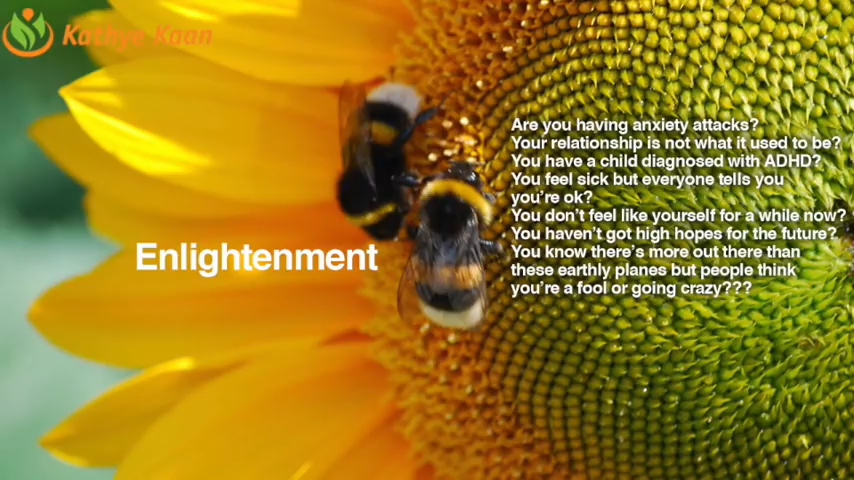 Kathye Kaan
Are you having anxiety attacks?
Your relationship is not what it used to be?
You have a child diagnosed with ADHD?
You feel sick but everyone tells you
you're ok?
You don't feel like yourself for a while now?
You haven't got high hopes for the future?
You know there's more out there than
these earthly planes but people think
you're a fool or going crazy???
Enlightenment